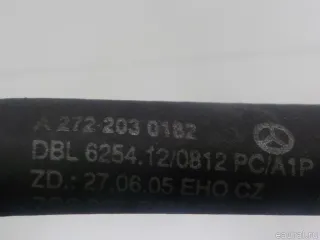 A 272 203 0182
DBL 6254.12/0812 PC/A1P
ZD.: 27.06.05 EHO CZ